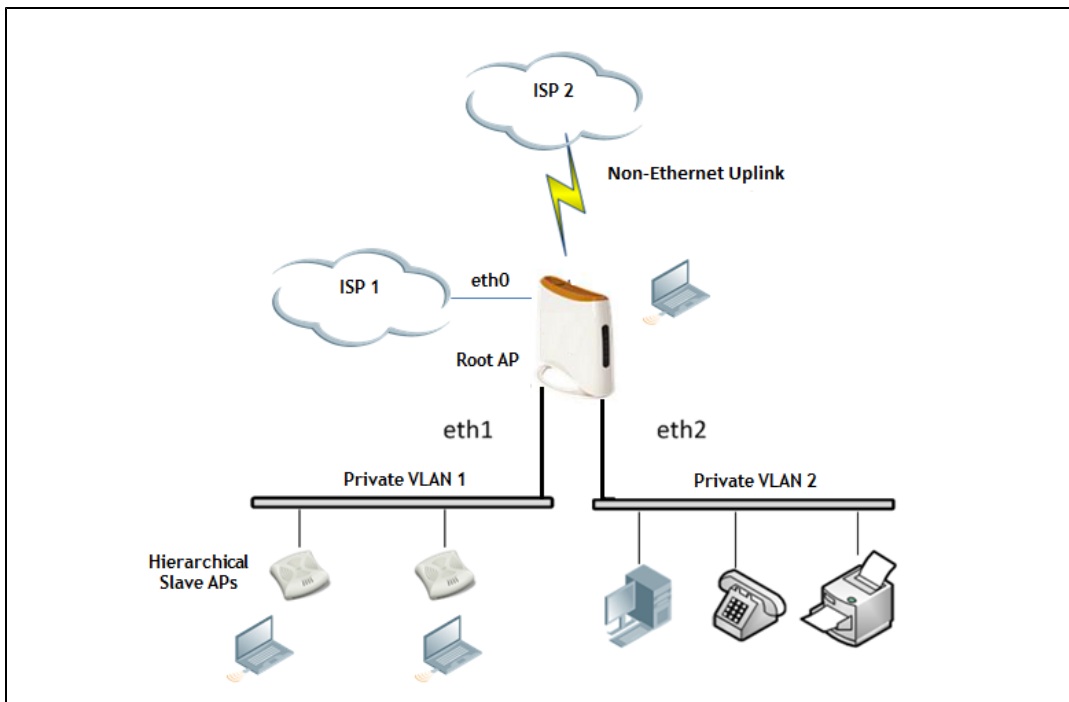 ISP 2
Non-Ethernet Uplink
ISP 1
eth0
Root AP
eth1
eth2
Private VLAN 1
Private VLAN 2
Hierarchical
Slave APs